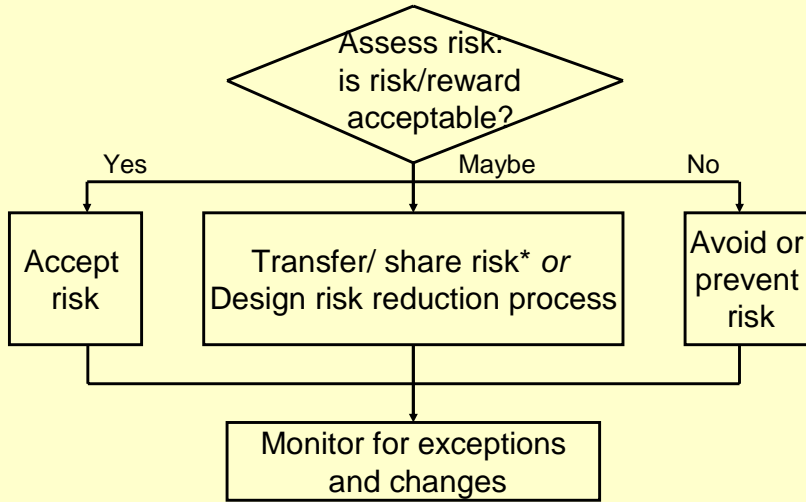 Assess risk:
is risk/reward
acceptable?
Yes
Maybe
No
Accept
risk
Transfer/ share risk* or
Design risk reduction process
Avoid or
prevent
risk
Monitor for exceptions
and changes